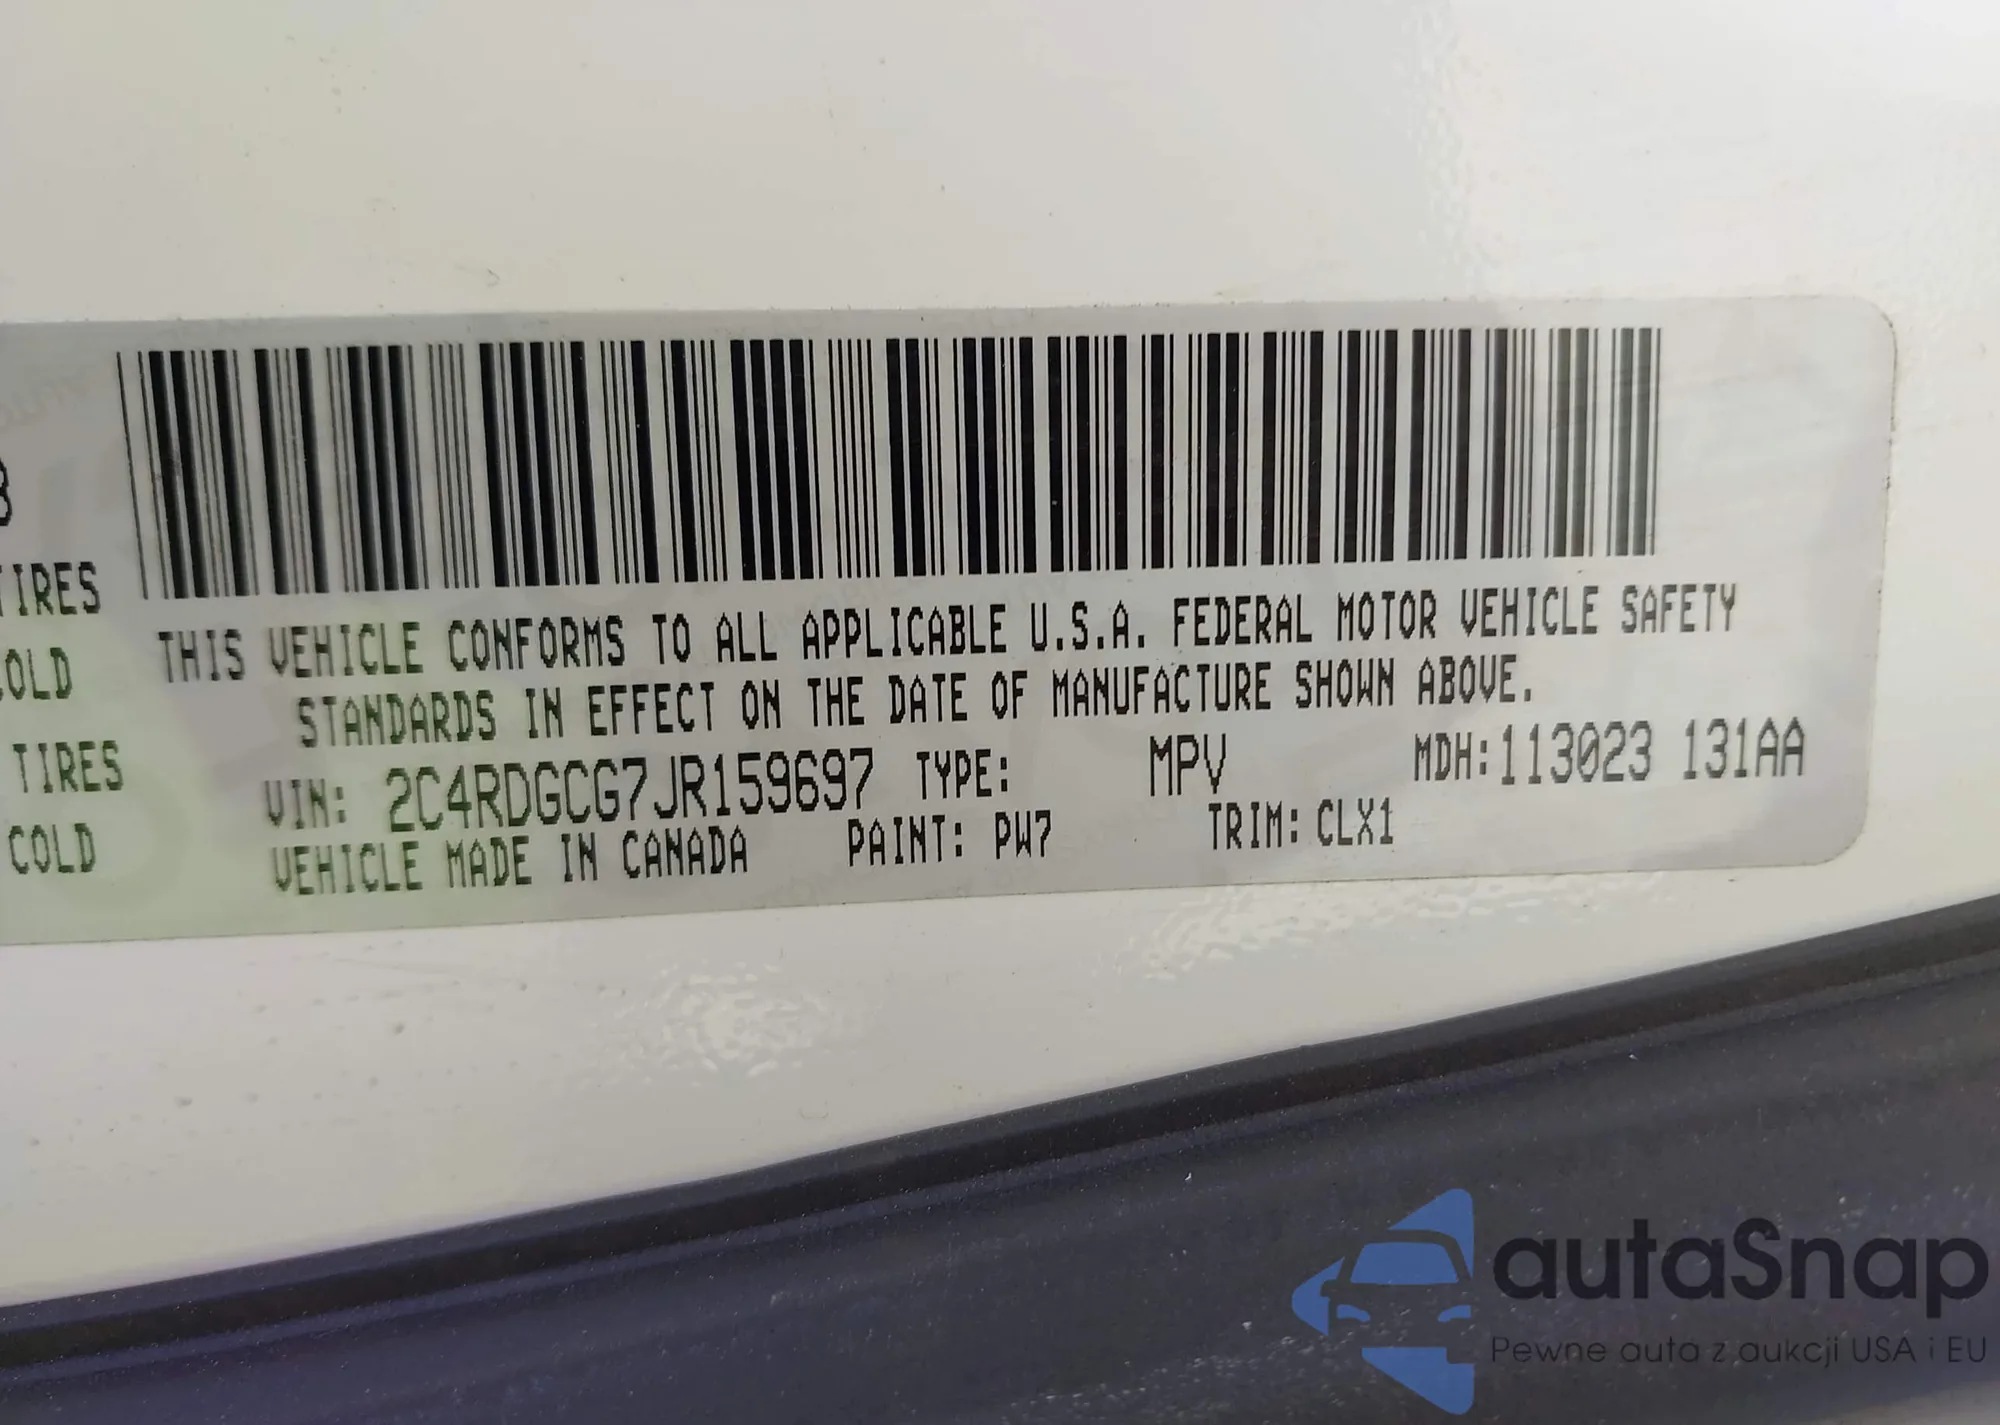 3
TIRES
COLD
TIRES
COLD
THIS VEHICLE CONFORMS TO ALL APPLICABLE U.S.A. FEDERAL MOTOR VEHICLE SAFETY
STANDARDS IN EFFECT ON THE DATE OF MANUFACTURE SHOWN ABOVE.
VIN: 2C4RDGCG7JR159697 TYPE: MPV MDH:113023 131AA
VEHICLE MADE IN CANADA PAINT: PW7 TRIM: CLX1
autaSnap
Pewne auta z aukcji USA i EU